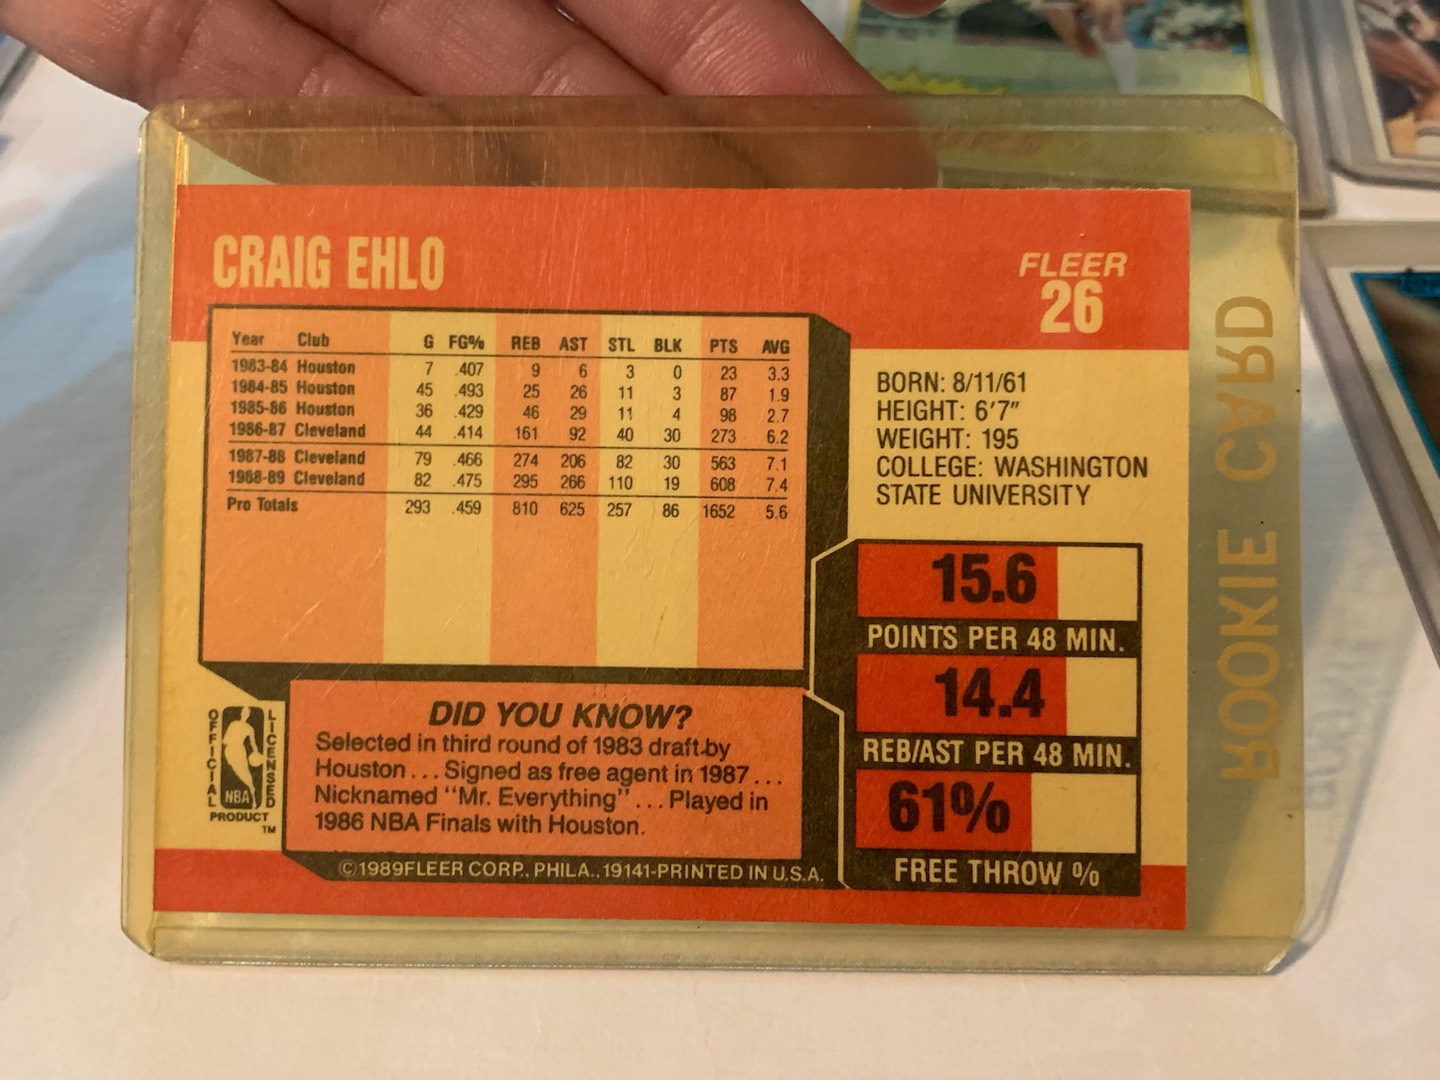 CRAIG EHLO
FLEER
26
Year Club G FG% REB AST STL BLK PTS AVG
1983-84 Houston 7 .407 9 6 3 0 23 3.3
1984-85 Houston 45 .493 25 26 11 3 87 1.9
1985-86 Houston 36 .429 46 29 11 4 98 2.7
1986-87 Cleveland 44 .414 161 92 40 30 273 6.2
1987-88 Cleveland 79 .466 274 206 82 30 563 7.1
1988-89 Cleveland 82 .475 295 266 110 19 608 7.4
Pro Totals 293 .459 810 625 257 86 1652 5.6
BORN: 8/11/61
HEIGHT: 6'7"
WEIGHT: 195
COLLEGE: WASHINGTON
STATE UNIVERSITY
15.6
POINTS PER 48 MIN.
14.4
REB/AST PER 48 MIN.
61%
FREE THROW %
OFFICIAL
NBA
LICENSED
PRODUCT
TM
DID YOU KNOW?
Selected in third round of 1983 draft by
Houston . . . Signed as free agent in 1987 . . .
Nicknamed "Mr. Everything" . . . Played in
1986 NBA Finals with Houston.
©1989 FLEER CORP., PHILA., 19141-PRINTED IN U.S.A.
ROOKIE CARD